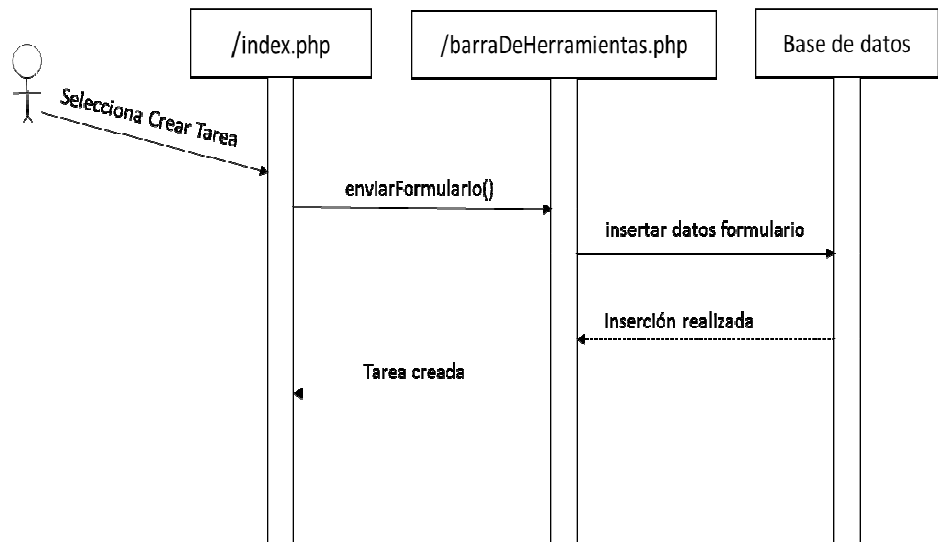 /index.php
/barraDeHerramientas.php
Base de datos
Selecciona Crear Tarea
enviarFormulario()
insertar datos formulario
Inserción realizada
Tarea creada